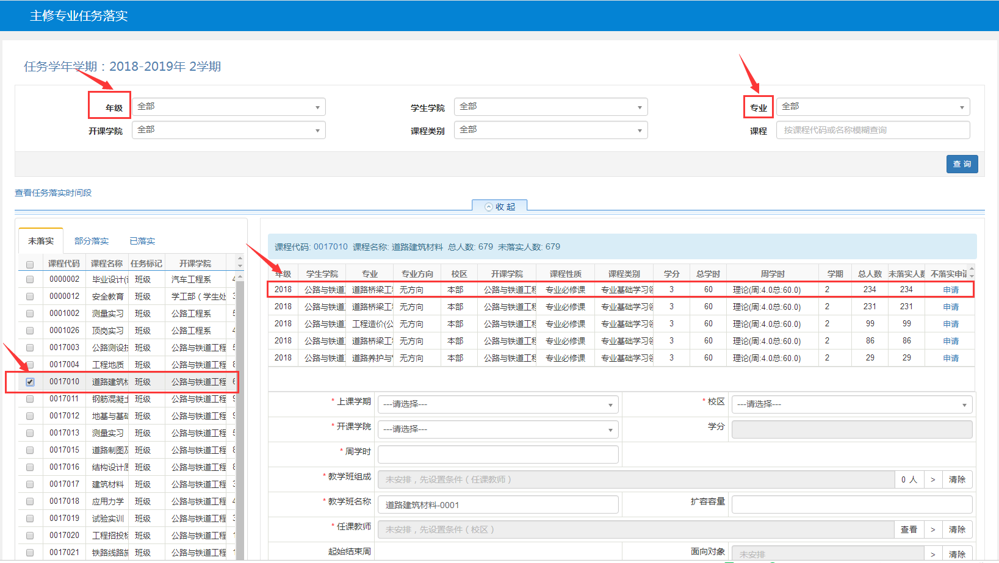 主修专业任务落实
任务学年学期：2018-2019年 2学期
年级 全部 学生学院 全部 专业 全部
开课学院 全部 课程类别 全部 课程 按课程代码或名称模糊查询
查 询
查看任务落实时间段
收 起
未落实 部分落实 已落实
课程代码 课程名称 任务标记 开课学院
0000002 毕业设计(论 班级 汽车工程系 4
0000012 安全教育 班级 学工部（学生处 3
0001002 测量实习 班级 公路工程系 5
0001026 顶岗实习 班级 公路工程系 4
0017003 公路测设技 班级 公路与铁道工程 5
0017004 工程地质 班级 公路与铁道工程 8
0017010 道路建筑材 班级 公路与铁道工程 6
0017011 钢筋混凝土 班级 公路与铁道工程 9
0017012 地基与基础 班级 公路与铁道工程 9
0017013 测量实习 班级 公路与铁道工程 5
0017015 道路制图及 班级 公路与铁道工程 8
0017016 结构设计原 班级 公路与铁道工程 8
0017017 建筑材料 班级 公路与铁道工程 3
0017018 应用力学 班级 公路与铁道工程 4
0017019 试验实训 班级 公路与铁道工程 3
0017020 工程招投标 班级 公路与铁道工程 1
0017021 铁路线路施 班级 公路与铁道工程 1
课程代码: 0017010 课程名称: 道路建筑材料 总人数: 679 未落实人数: 679
年级 学生学院 专业 专业方向 校区 开课学院 课程性质 课程类别 学分 总学时 周学时 学期 总人数 未落实人数 不落实申请
2018 公路与铁道工 道路桥梁工程 无方向 本部 公路与铁道工程 专业必修课 专业基础学习领 3 60 理论(周:4.0总:60.0) 2 234 234 申请
2018 公路与铁道工 道路桥梁工程 无方向 本部 公路与铁道工程 专业必修课 专业基础学习领 3 60 理论(周:4.0总:60.0) 2 231 231 申请
2018 公路与铁道工 工程造价(公 无方向 本部 公路与铁道工程 专业必修课 专业基础学习领 3 60 理论(周:4.0总:60.0) 2 99 99 申请
2018 公路与铁道工 道路桥梁工程 无方向 本部 公路与铁道工程 专业必修课 专业基础学习领 3 60 理论(周:4.0总:60.0) 2 86 86 申请
2018 公路与铁道工 道路养护与管 无方向 本部 公路与铁道工程 专业必修课 专业基础学习领 3 60 理论(周:4.0总:60.0) 2 29 29 申请
* 上课学期 ---请选择--- * 校区 ---请选择---
* 开课学院 ---请选择--- 学分
* 周学时
* 教学班组成 未安排，先设置条件（任课教师） 0 人 > 清除
* 教学班名称 道路建筑材料-0001 扩容容量
* 任课教师 未安排，先设置条件（校区） 查看 > 清除
起始结束周 面向对象 未安排 > 清除